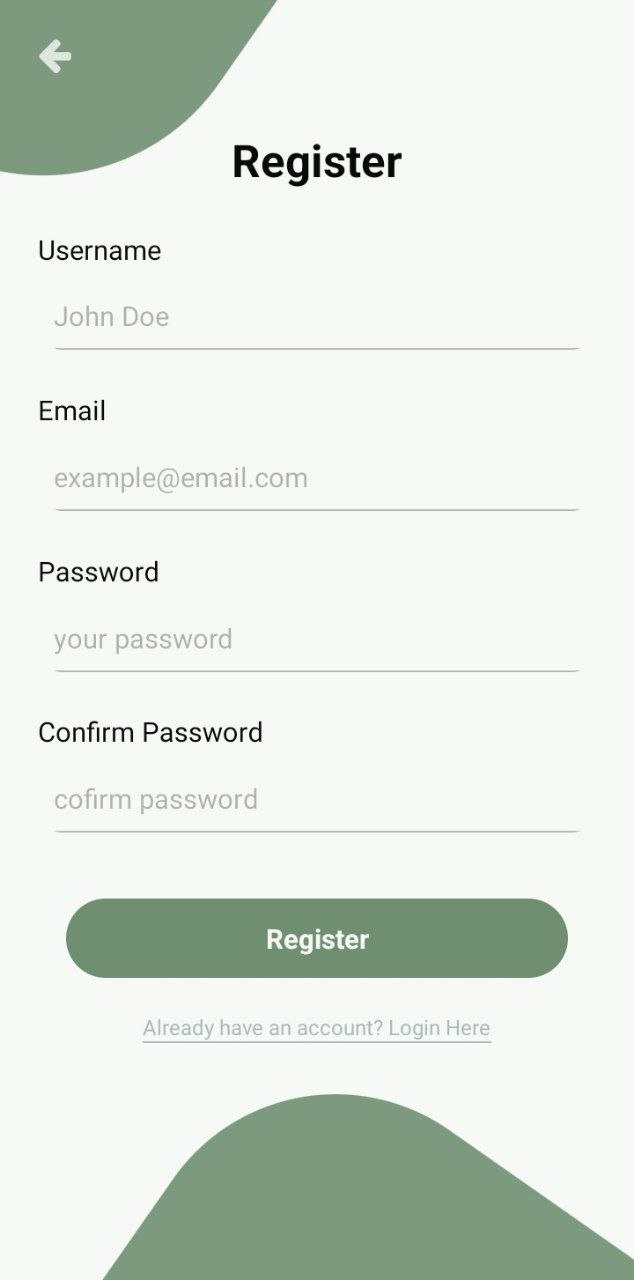 Register
Username
John Doe
Email
example@email.com
Password
your password
Confirm Password
cofirm password
Register
Already have an account? Login Here